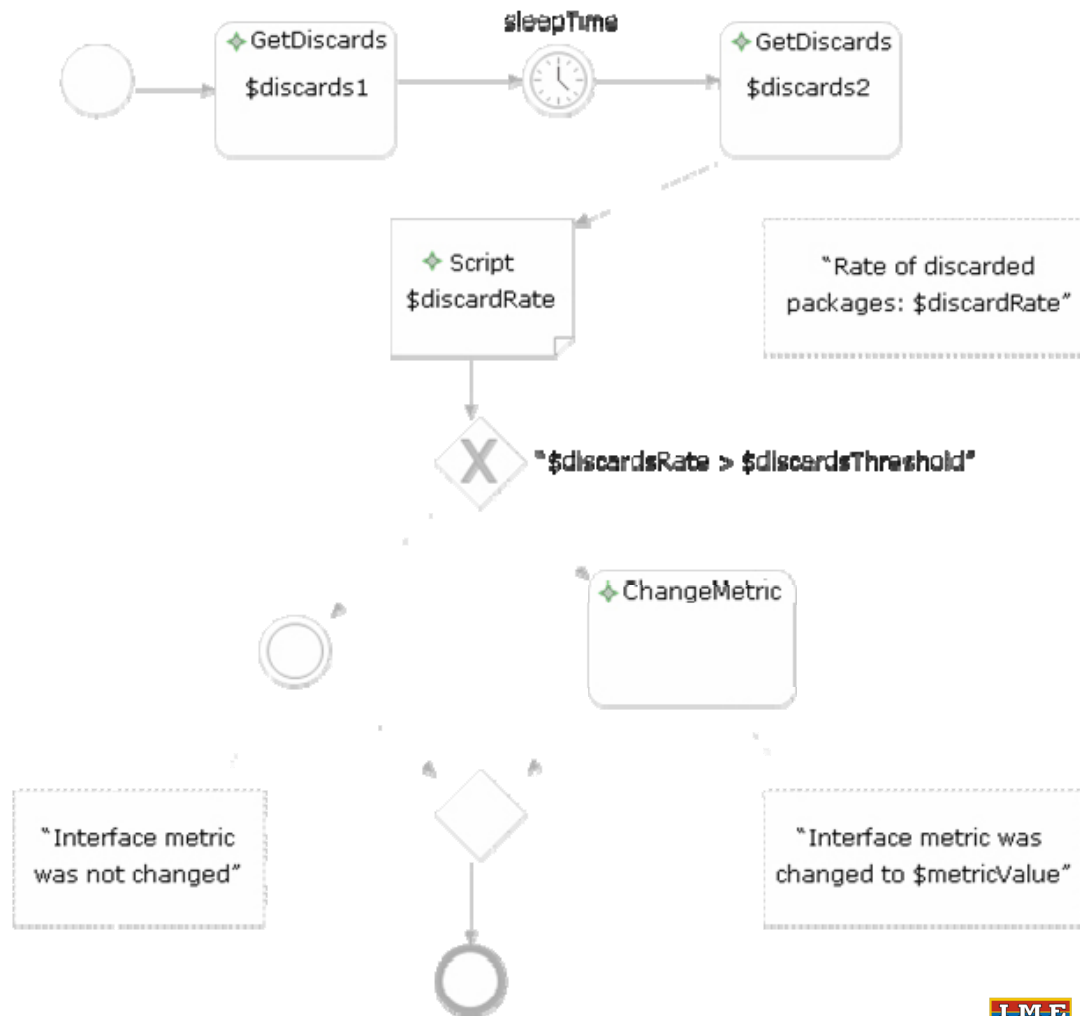 sleepTime
GetDiscards
$discards1
GetDiscards
$discards2
Script
$discardRate
“Rate of discarded
packages: $discardRate”
X
“$discardsRate > $discardsThreshold”
ChangeMetric
“Interface metric
was not changed”
“Interface metric was
changed to $metricValue”